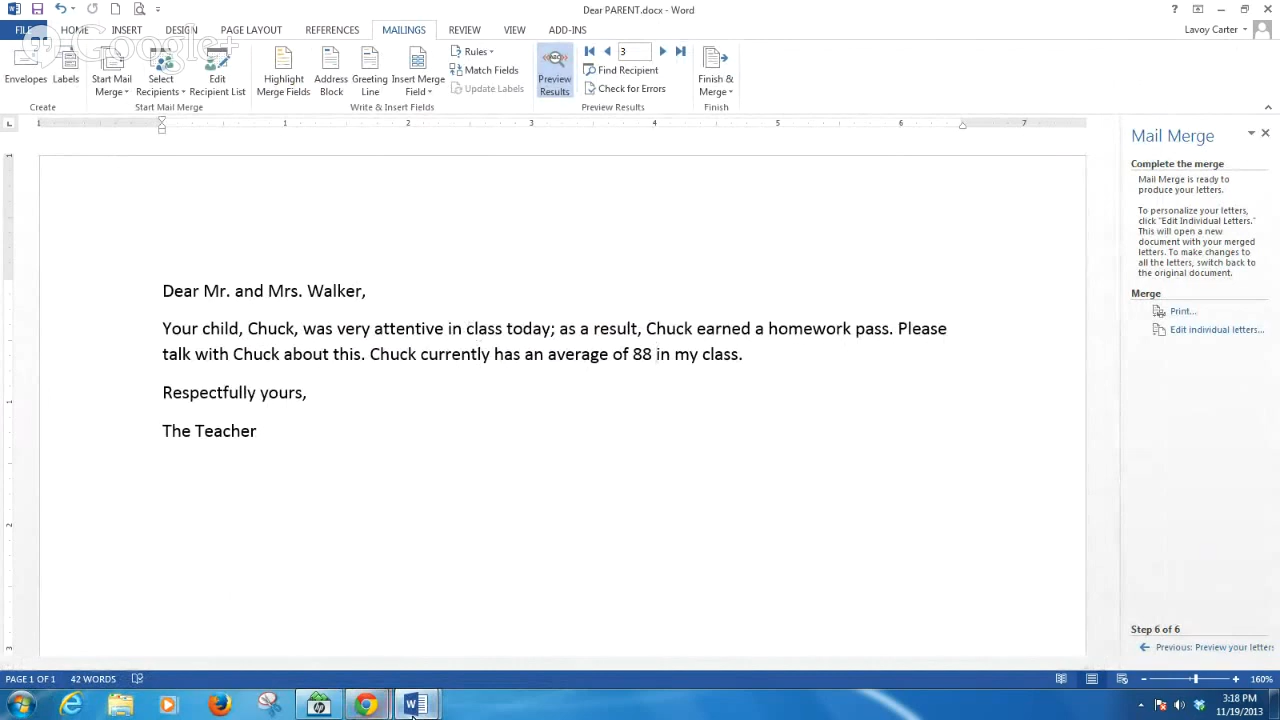 Dear PARENT.docx - Word
FILE HOME INSERT DESIGN PAGE LAYOUT REFERENCES MAILINGS REVIEW VIEW ADD-INS
Lavoy Carter
Google+
Envelopes
Labels
Create
Start Mail
Merge
Select
Recipients
Edit
Recipient List
Start Mail Merge
Highlight
Merge Fields
Address
Block
Greeting
Line
Insert Merge
Field
Rules
Match Fields
Update Labels
Write & Insert Fields
Preview
Results
3
Find Recipient
Check for Errors
Preview Results
Finish &
Merge
Finish
1 1 2 3 4 5 6 7
Dear Mr. and Mrs. Walker,
Your child, Chuck, was very attentive in class today; as a result, Chuck earned a homework pass. Please
talk with Chuck about this. Chuck currently has an average of 88 in my class.
Respectfully yours,
The Teacher
Mail Merge
Complete the merge
Mail Merge is ready to
produce your letters.
To personalize your letters,
click "Edit Individual Letters."
This will open a new
document with your merged
letters. To make changes to
all the letters, switch back to
the original document.
Merge
Print...
Edit individual letters...
Step 6 of 6
Previous: Preview your letters
PAGE 1 OF 1 42 WORDS
160%
3:18 PM
11/19/2013